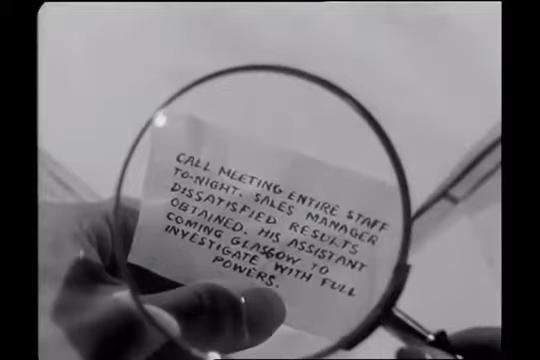 CALL MEETING ENTIRE STAFF
TO-NIGHT. SALES MANAGER
DISSATISFIED RESULTS
OBTAINED. HIS ASSISTANT
COMING GLASGOW TO
INVESTIGATE WITH FULL
POWERS.